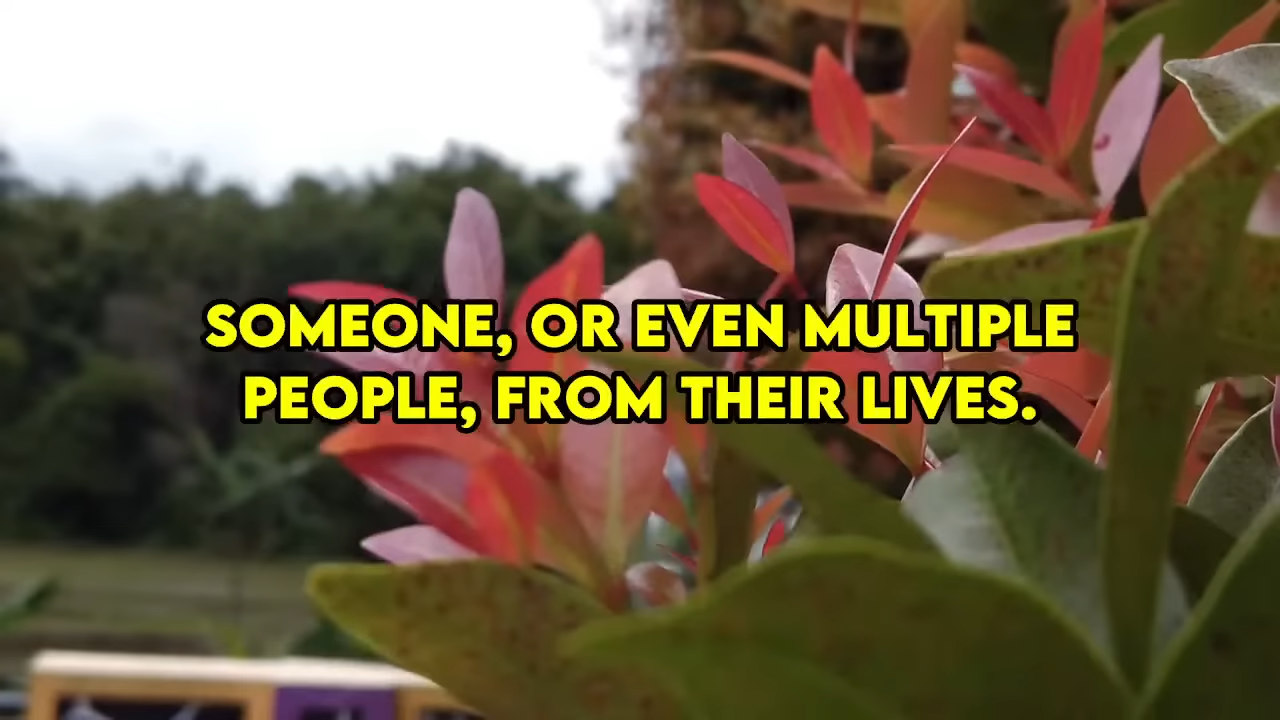 SOMEONE, OR EVEN MULTIPLE
PEOPLE, FROM THEIR LIVES.